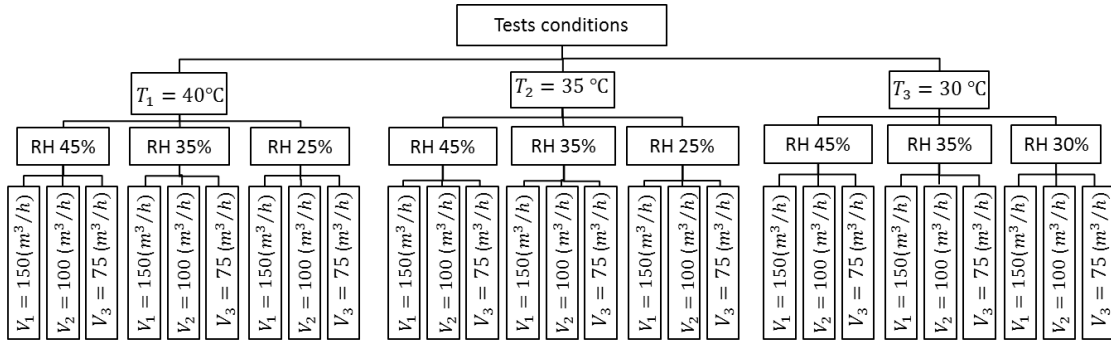 Tests conditions
T₁ = 40℃
T₂ = 35 ℃
T₃ = 30 ℃
RH 45%
RH 35%
RH 25%
RH 45%
RH 35%
RH 25%
RH 45%
RH 35%
RH 30%
V₁ = 150(m³/h)
V₂ = 100 (m³/h)
V₃ = 75 (m³/h)
V₁ = 150(m³/h)
V₂ = 100 (m³/h)
V₃ = 75 (m³/h)
V₁ = 150(m³/h)
V₂ = 100 (m³/h)
V₃ = 75 (m³/h)
V₁ = 150(m³/h)
V₂ = 100 (m³/h)
V₃ = 75 (m³/h)
V₁ = 150(m³/h)
V₂ = 100 (m³/h)
V₃ = 75 (m³/h)
V₁ = 150(m³/h)
V₂ = 100 (m³/h)
V₃ = 75 (m³/h)
V₁ = 150(m³/h)
V₂ = 100 (m³/h)
V₃ = 75 (m³/h)
V₁ = 150(m³/h)
V₂ = 100 (m³/h)
V₃ = 75 (m³/h)
V₁ = 150(m³/h)
V₂ = 100 (m³/h)
V₃ = 75 (m³/h)